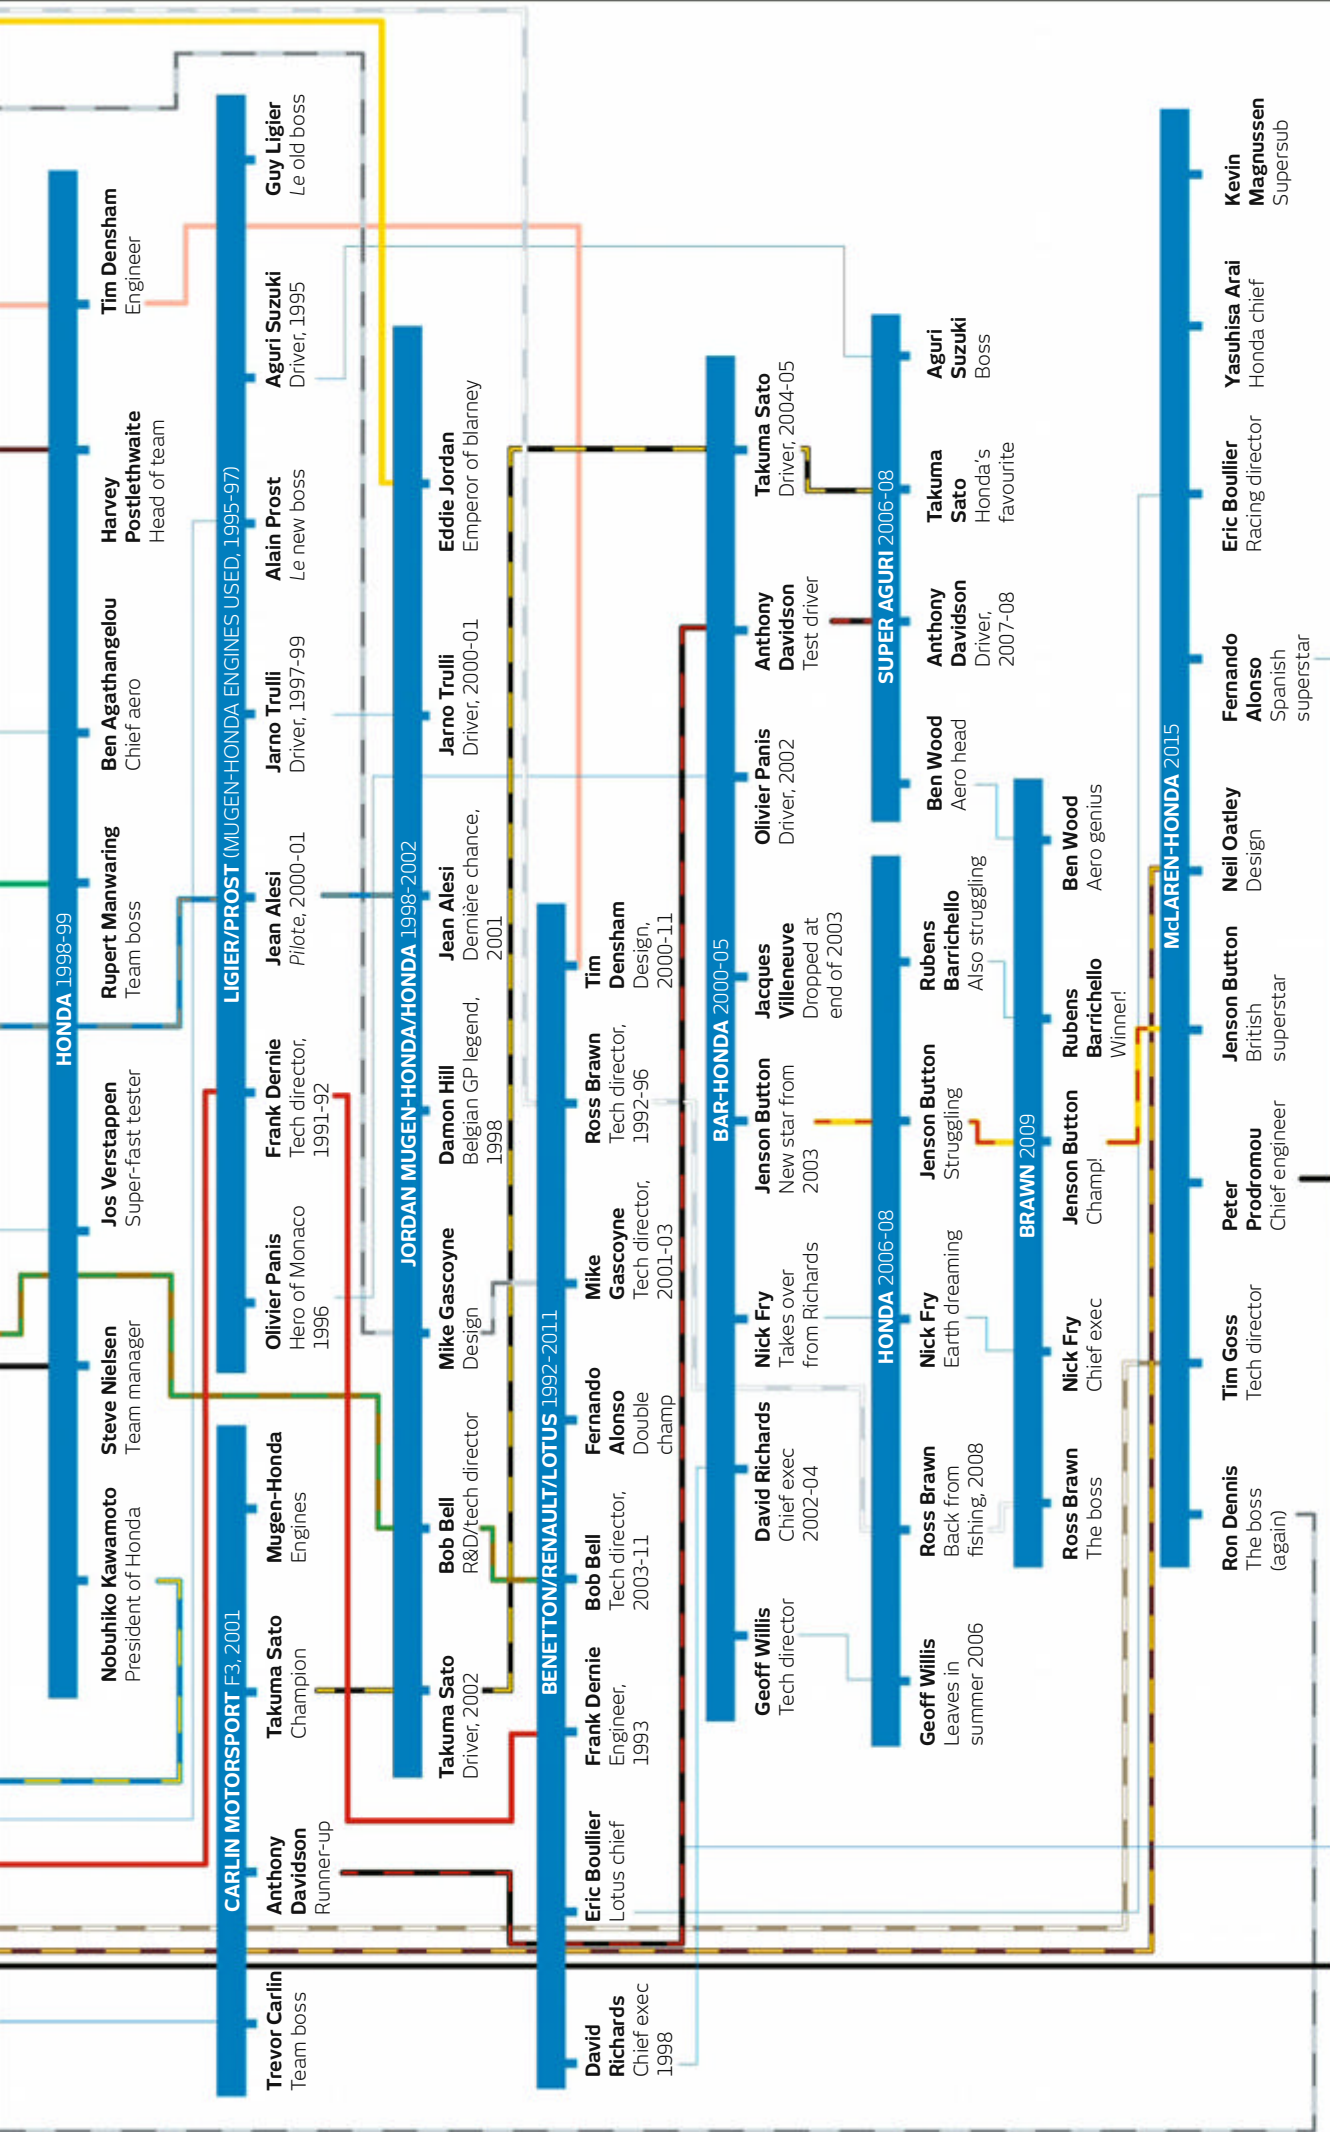 HONDA 1998-99
Nobuhiko Kawamoto
President of Honda
Steve Nielsen
Team manager
Jos Verstappen
Super-fast tester
Rupert Manwaring
Team boss
Ben Agathangelou
Chief aero
Harvey
Postlethwaite
Head of team
Tim Densham
Engineer
CARLIN MOTORSPORT F3, 2001
Trevor Carlin
Team boss
Anthony
Davidson
Runner-up
Takuma Sato
Champion
Mugen-Honda
Engines
LIGIER/PROST (MUGEN-HONDA ENGINES USED, 1995-97)
Olivier Panis
Hero of Monaco
1996
Frank Dernie
Tech director,
1991-92
Jean Alesi
Pilote, 2000-01
Jarno Trulli
Driver, 1997-99
Alain Prost
Le new boss
Aguri Suzuki
Driver, 1995
Guy Ligier
Le old boss
JORDAN MUGEN-HONDA/HONDA 1998-2002
Takuma Sato
Driver, 2002
Bob Bell
R&D/tech director
Mike Gascoyne
Design
Damon Hill
Belgian GP legend,
1998
Jean Alesi
Dernière chance,
2001
Jarno Trulli
Driver, 2000-01
Eddie Jordan
Emperor of blarney
BENETTON/RENAULT/LOTUS 1992-2011
David
Richards
Chief exec
1998
Eric Boullier
Lotus chief
Frank Dernie
Engineer,
1993
Bob Bell
Tech director,
2003-11
Fernando
Alonso
Double
champ
Mike
Gascoyne
Tech director,
2001-03
Ross Brawn
Tech director,
1992-96
Tim
Densham
Design,
2000-11
BAR-HONDA 2000-05
Geoff Willis
Tech director
David Richards
Chief exec
2002-04
Nick Fry
Takes over
from Richards
Jenson Button
New star from
2003
Jacques
Villeneuve
Dropped at
end of 2003
Olivier Panis
Driver, 2002
Anthony
Davidson
Test driver
Takuma Sato
Driver, 2004-05
HONDA 2006-08
Geoff Willis
Leaves in
summer 2006
Ross Brawn
Back from
fishing, 2008
Nick Fry
Earth dreaming
Jenson Button
Struggling
Rubens
Barrichello
Also struggling
SUPER AGURI 2006-08
Ben Wood
Aero head
Anthony
Davidson
Driver,
2007-08
Takuma
Sato
Honda's
favourite
Aguri
Suzuki
Boss
BRAWN 2009
Ross Brawn
The boss
Nick Fry
Chief exec
Jenson Button
Champ!
Rubens
Barrichello
Winner!
Ben Wood
Aero genius
McLAREN-HONDA 2015
Ron Dennis
The boss
(again)
Tim Goss
Tech director
Peter
Prodromou
Chief engineer
Jenson Button
British
superstar
Neil Oatley
Design
Fernando
Alonso
Spanish
superstar
Eric Boullier
Racing director
Yasuhisa Arai
Honda chief
Kevin
Magnussen
Supersub